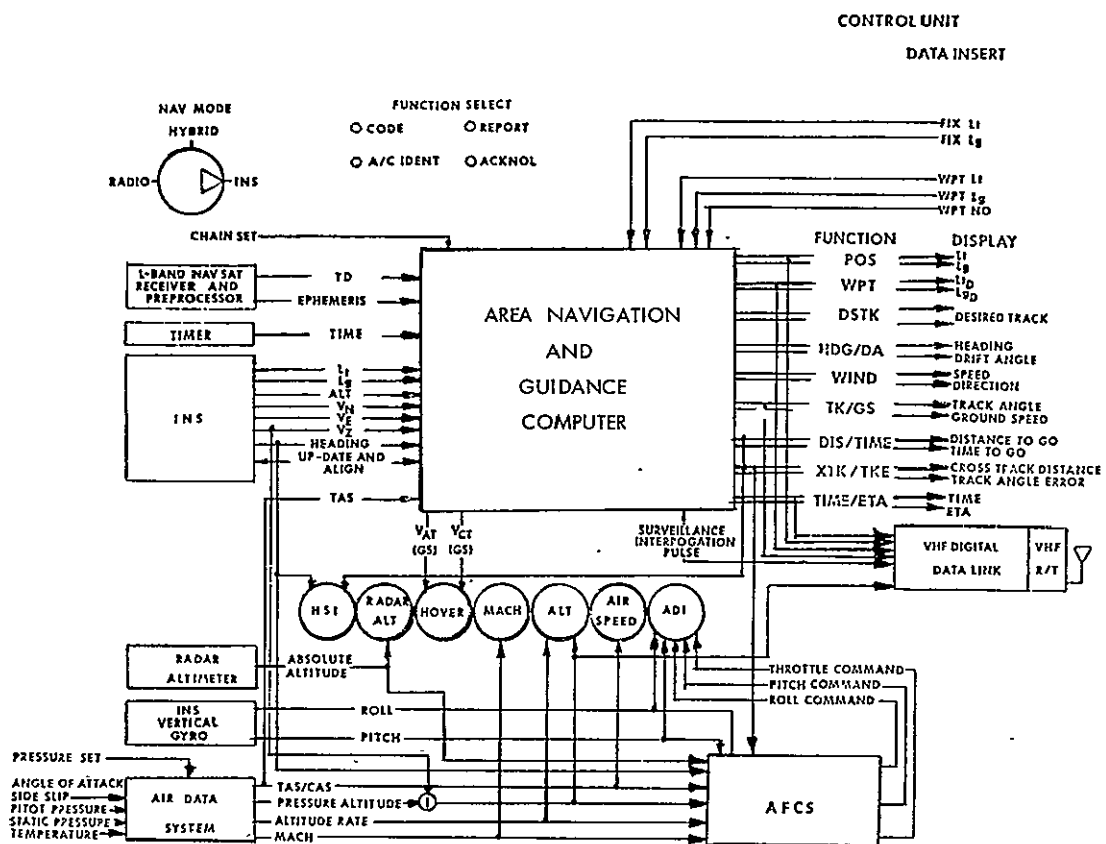 CONTROL UNIT
DATA INSERT
NAV MODE
HYBRID
RADIO
INS
FUNCTION SELECT
CODE
REPORT
A/C IDENT
ACKNOL
FIX Lt
FIX Lg
WPT Lt
WPT Lg
WPT NO
CHAIN SET
L-BAND NAV SAT
RECEIVER AND
PREPROCESSOR
TD
EPHEMERIS
TIMER
TIME
INS
Lt
Lg
ALT
VN
VE
VZ
HEADING
UP-DATE AND
ALIGN
TAS
AREA NAVIGATION
AND
GUIDANCE
COMPUTER
FUNCTION
DISPLAY
POS
Lt
Lg
WPT
LtD
LgD
DSTK
DESIRED TRACK
HDG/DA
HEADING
DRIFT ANGLE
WIND
SPEED
DIRECTION
TK/GS
TRACK ANGLE
GROUND SPEED
DIS/TIME
DISTANCE TO GO
TIME TO GO
XTK/TKE
CROSS TRACK DISTANCE
TRACK ANGLE ERROR
TIME/ETA
TIME
ETA
VAT
(GS)
VCT
(GS)
SURVEILLANCE
INTERROGATION
PULSE
VHF DIGITAL
DATA LINK
VHF
R/T
HSI
RADAR
ALT
HOVER
MACH
ALT
AIR
SPEED
ADI
RADAR
ALTIMETER
ABSOLUTE
ALTITUDE
THROTTLE COMMAND
PITCH COMMAND
ROLL COMMAND
INS
VERTICAL
GYRO
ROLL
PITCH
PRESSURE SET
ANGLE OF ATTACK
SIDE SLIP
PITOT PRESSURE
STATIC PRESSURE
TEMPERATURE
AIR DATA
SYSTEM
TAS/CAS
PRESSURE ALTITUDE
ALTITUDE RATE
MACH
AFCS